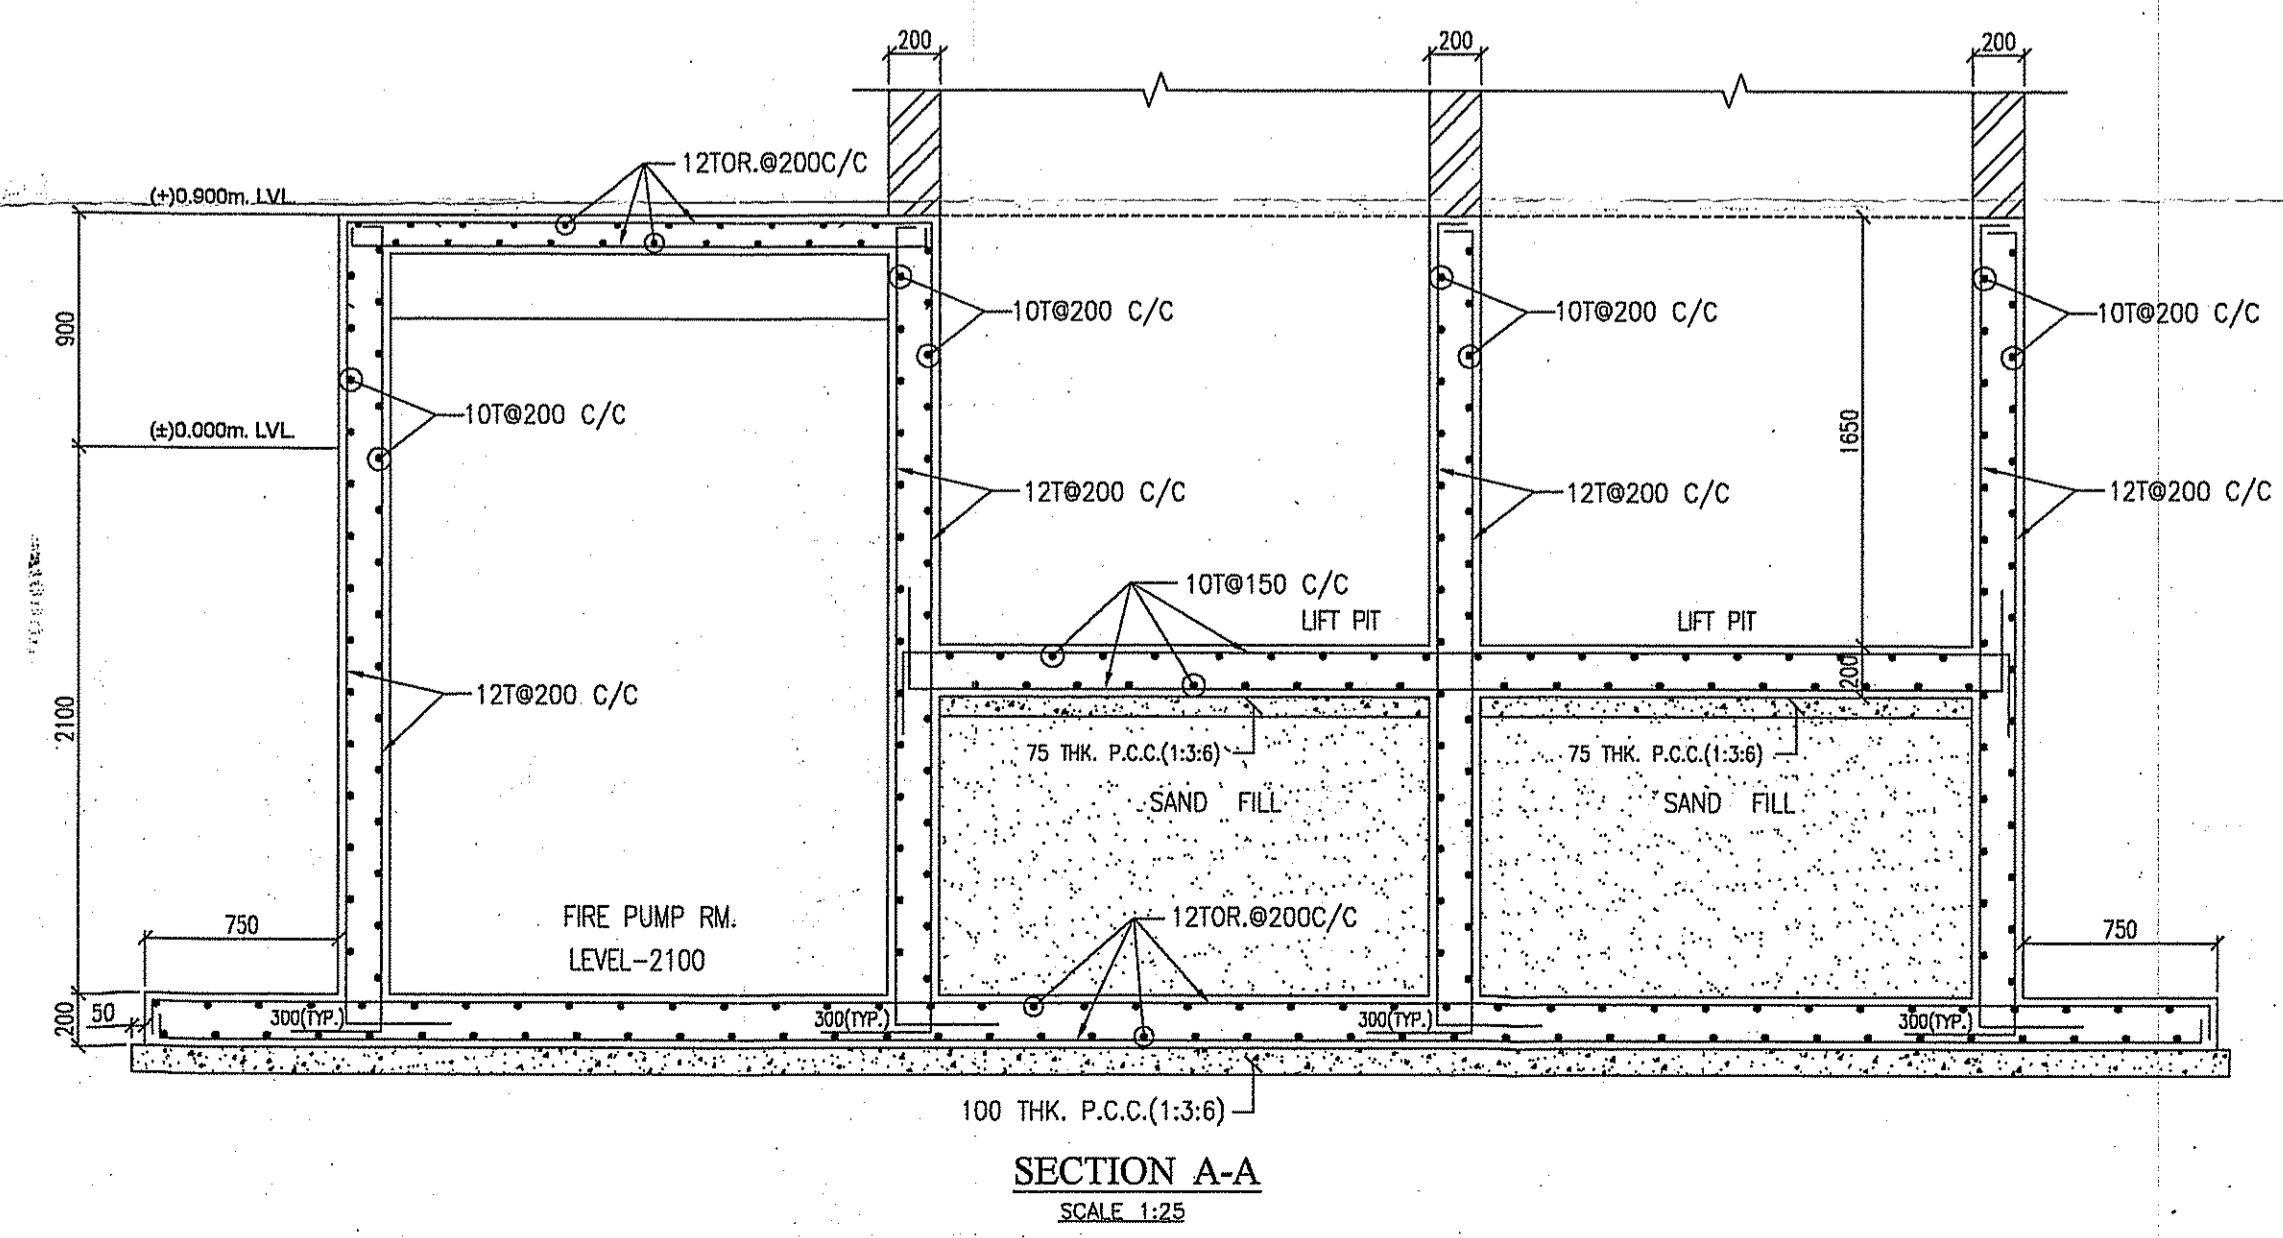 200 200 200
12TOR.@200C/C
(+)0.900m. LVL.
10T@200 C/C 10T@200 C/C 10T@200 C/C
900
10T@200 C/C
(±)0.000m. LVL.
1650
12T@200 C/C 12T@200 C/C 12T@200 C/C
10T@150 C/C
LIFT PIT LIFT PIT
200
12T@200 C/C
2100
75 THK. P.C.C.(1:3:6) 75 THK. P.C.C.(1:3:6)
SAND FILL SAND FILL
FIRE PUMP RM.
LEVEL-2100
12TOR.@200C/C
750 750
200 50 300(TYP.) 300(TYP.) 300(TYP.) 300(TYP.)
100 THK. P.C.C.(1:3:6)
SECTION A-A
SCALE 1:25